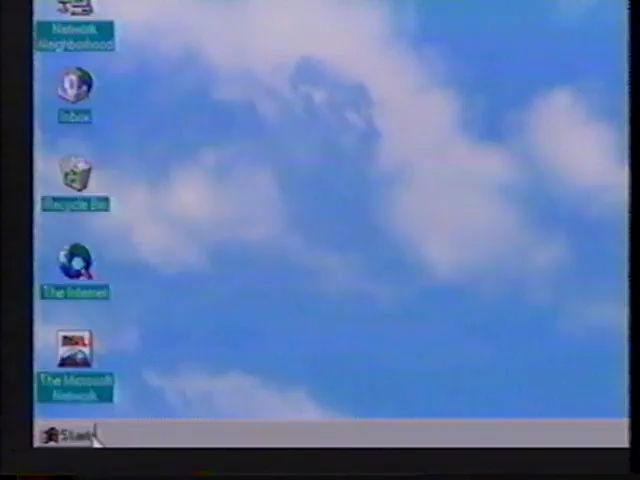 Network
Neighborhood
Inbox
Recycle Bin
The Internet
The Microsoft
Network
Start